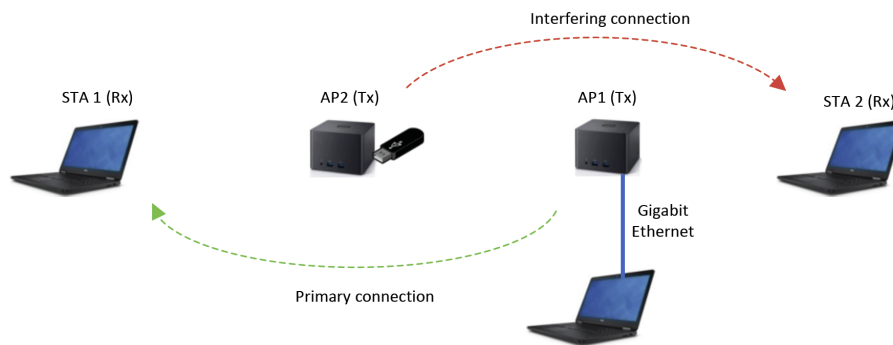 Interfering connection
STA 1 (Rx)
AP2 (Tx)
AP1 (Tx)
STA 2 (Rx)
Gigabit
Ethernet
Primary connection